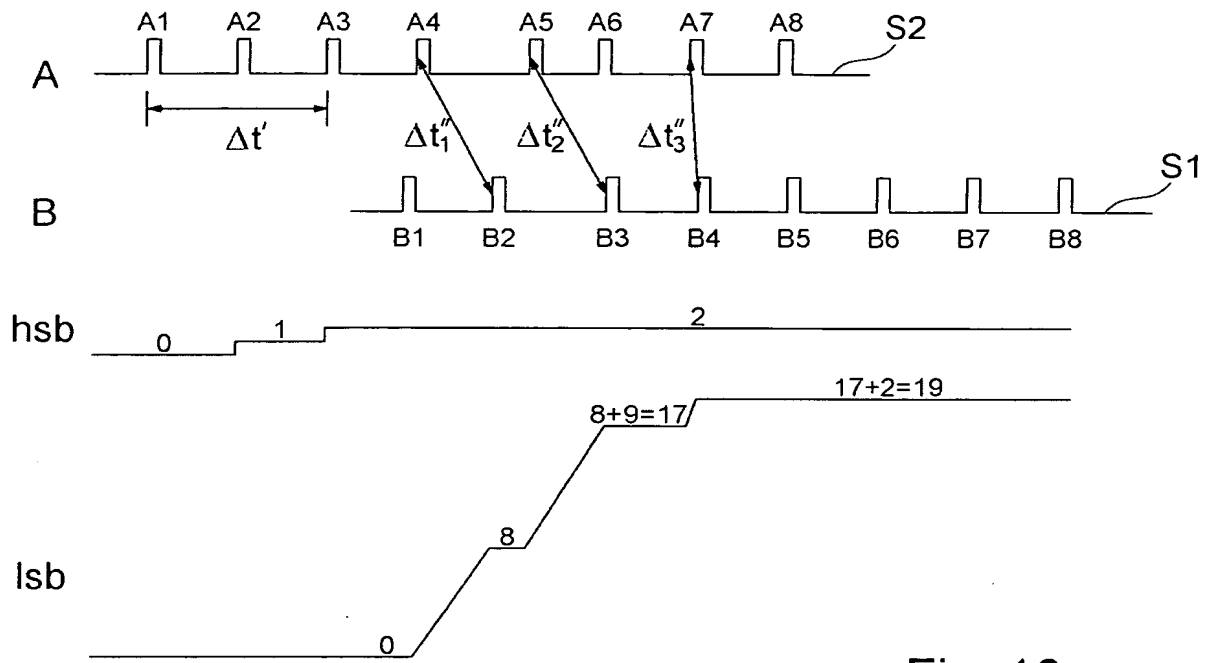 A1 A2 A3 A4 A5 A6 A7 A8 S2
A
Δt′ Δt″₁ Δt″₂ Δt″₃
S1
B
B1 B2 B3 B4 B5 B6 B7 B8
hsb 0 1 2
17+2=19
8+9=17
8
lsb
0